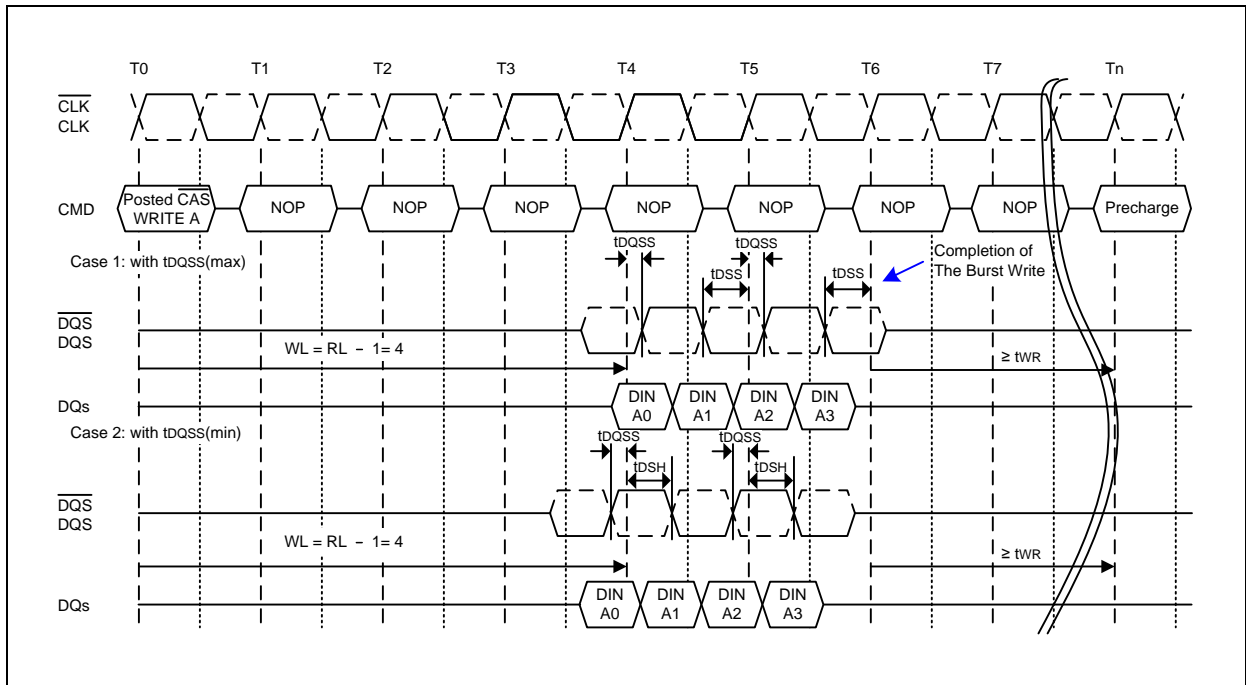 T0 T1 T2 T3 T4 T5 T6 T7 Tn
CLK
CLK
CMD
Posted CAS
WRITE A
NOP NOP NOP NOP NOP NOP NOP Precharge
Case 1: with tDQSS(max)
tDQSS tDQSS
tDSS tDSS
Completion of
The Burst Write
DQS
DQS
WL = RL - 1= 4
≥ tWR
DQs
DIN
A0
DIN
A1
DIN
A2
DIN
A3
Case 2: with tDQSS(min)
tDQSS tDQSS
tDSH tDSH
DQS
DQS
WL = RL - 1= 4
≥ tWR
DQs
DIN
A0
DIN
A1
DIN
A2
DIN
A3